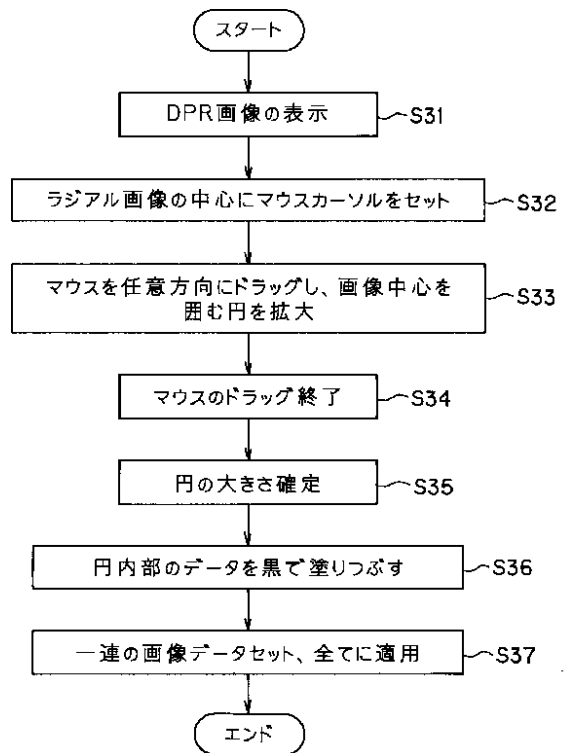 スタート
DPR画像の表示
S31
ラジアル画像の中心にマウスカーソルをセット
S32
マウスを任意方向にドラッグし、画像中心を
囲む円を拡大
S33
マウスのドラッグ終了
S34
円の大きさ確定
S35
円内部のデータを黒で塗りつぶす
S36
一連の画像データセット、全てに適用
S37
エンド